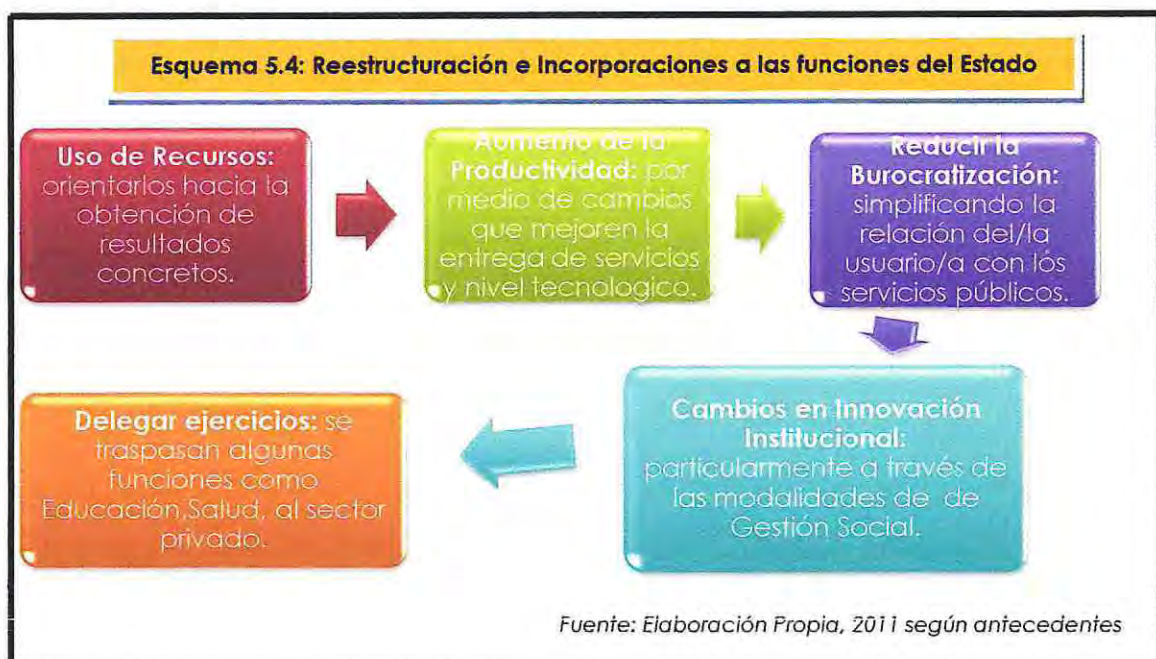 Esquema 5.4: Reestructuración e Incorporaciones a las funciones del Estado
Uso de Recursos:
orientarlos hacia la
obtención de
resultados
concretos.
Aumento de la
Productividad: por
medio de cambios
que mejoren la
entrega de servicios
y nivel tecnologico.
Reducir la
Burocratización:
simplificando la
relación del/la
usuario/a con los
servicios públicos.
Cambios en Innovación
Institucional:
particularmente a través de
las modalidades de de
Gestión Social.
Delegar ejercicios: se
traspasan algunas
funciones como
Educación,Salud, al sector
privado.
Fuente: Elaboración Propia, 2011 según antecedentes